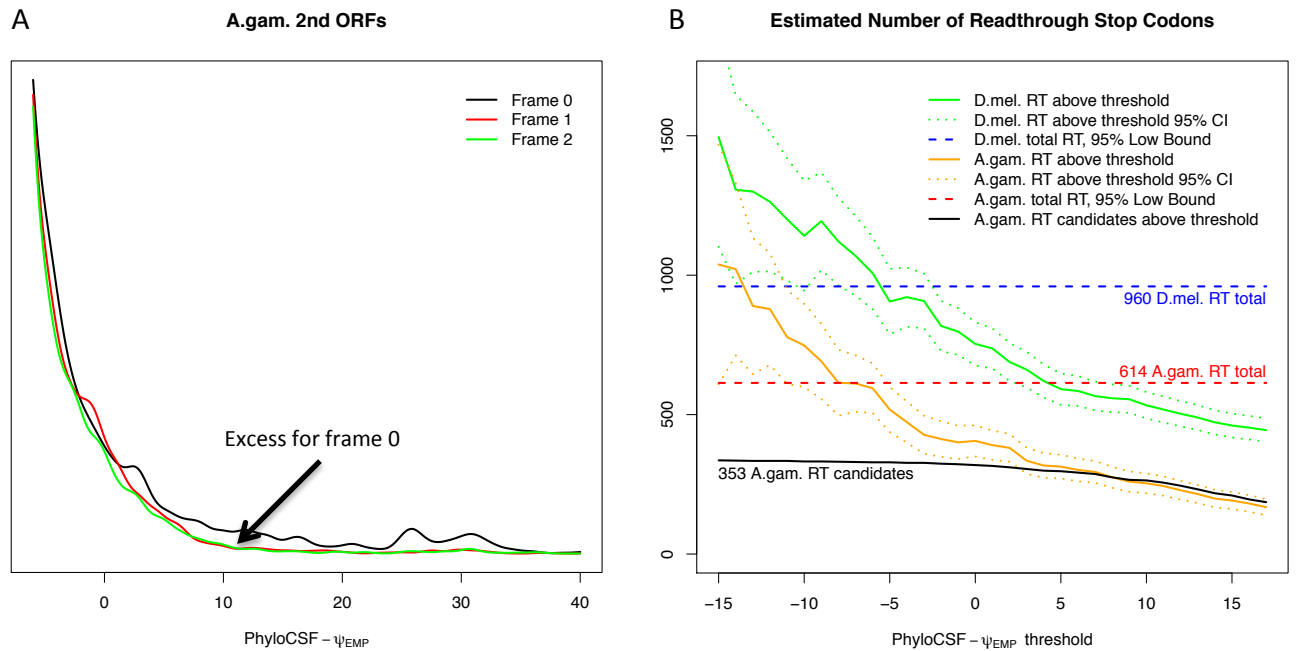 A
A.gam. 2nd ORFs
Frame 0
Frame 1
Frame 2
Excess for frame 0
0
10
20
30
40
PhyloCSF – ψEMP
B
Estimated Number of Readthrough Stop Codons
D.mel. RT above threshold
D.mel. RT above threshold 95% CI
D.mel. total RT, 95% Low Bound
A.gam. RT above threshold
A.gam. RT above threshold 95% CI
A.gam. total RT, 95% Low Bound
A.gam. RT candidates above threshold
1500
1000
500
0
960 D.mel. RT total
614 A.gam. RT total
353 A.gam. RT candidates
−15
−10
−5
0
5
10
15
PhyloCSF – ψEMP threshold